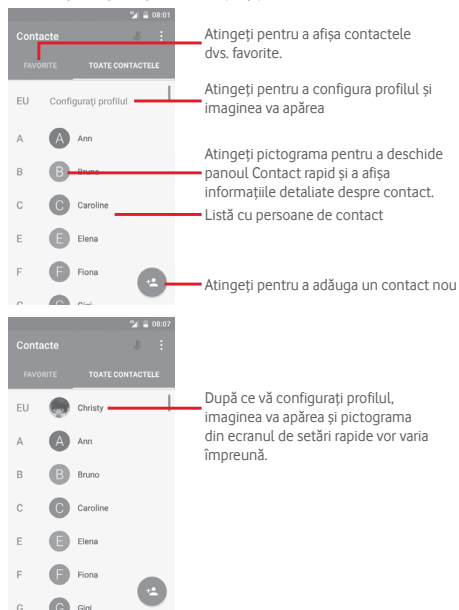 08:01
Contacte
FAVORITE TOATE CONTACTELE
EU Configurați profilul
A A Ann
B B Bruno
C C Caroline
E E Elena
F F Fiona
G G Gigi
Atingeți pentru a afișa contactele
dvs. favorite.
Atingeți pentru a configura profilul și
imaginea va apărea
Atingeți pictograma pentru a deschide
panoul Contact rapid și a afișa
informațiile detaliate despre contact.
Listă cu persoane de contact
Atingeți pentru a adăuga un contact nou
08:07
Contacte
FAVORITE TOATE CONTACTELE
EU Christy
A A Ann
B B Bruno
C C Caroline
E E Elena
F F Fiona
G G Gigi
După ce vă configurați profilul,
imaginea va apărea și pictograma
din ecranul de setări rapide vor varia
împreună.